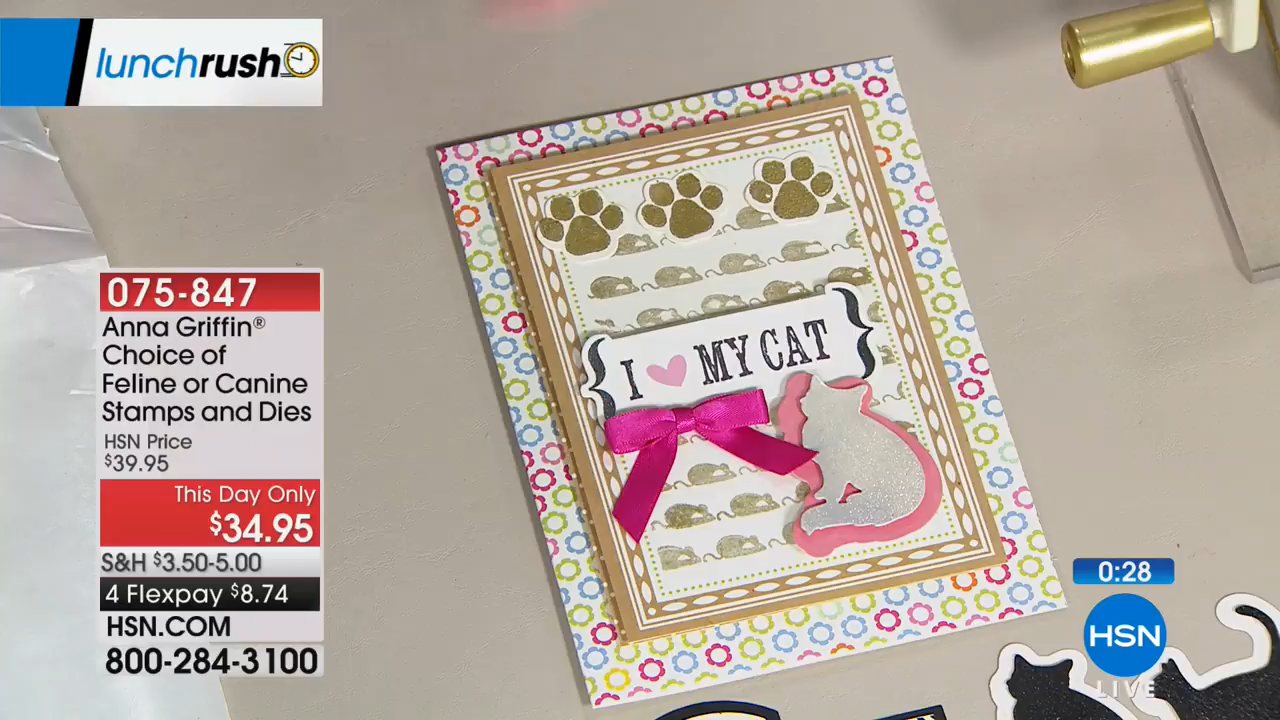 lunchrush
075-847
Anna Griffin®
Choice of
Feline or Canine
Stamps and Dies
HSN Price
$39.95
This Day Only
$34.95
S&H $3.50-5.00
4 Flexpay $8.74
HSN.COM
800-284-3100
I MY CAT
0:28
HSN
LIVE